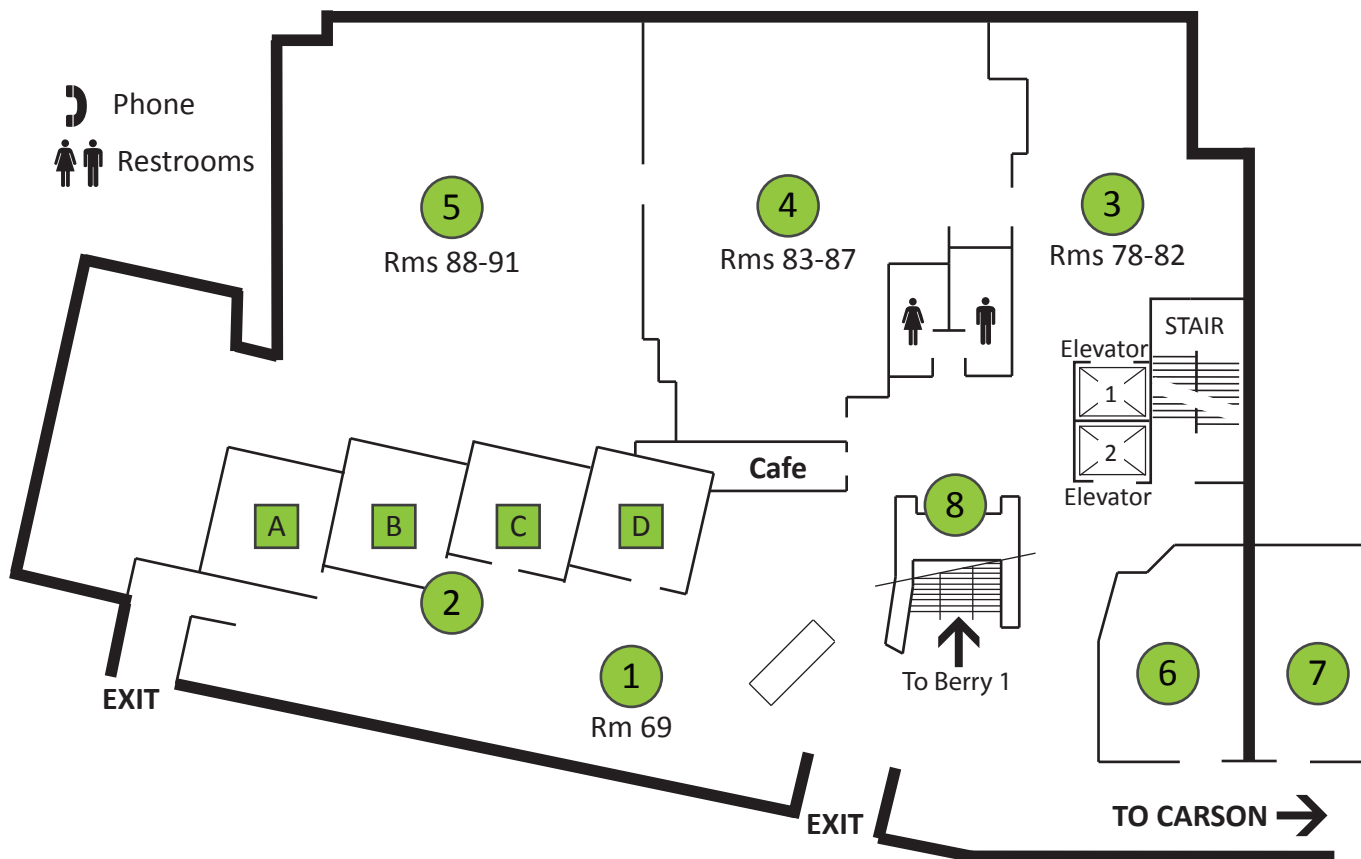 Phone
Restrooms
5
Rms 88-91
4
Rms 83-87
3
Rms 78-82
STAIR
Elevator
1
2
Elevator
Cafe
A
B
C
D
8
2
1
Rm 69
To Berry 1
6
7
EXIT
EXIT
TO CARSON